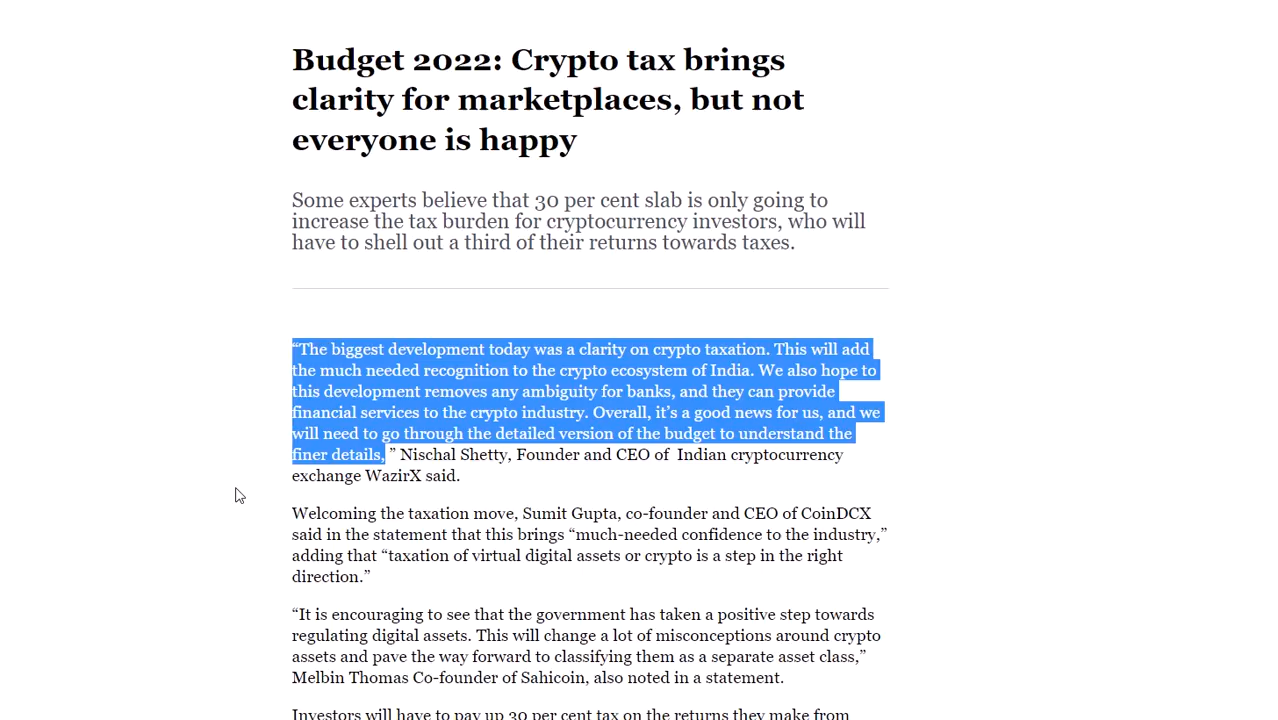 Budget 2022: Crypto tax brings
clarity for marketplaces, but not
everyone is happy
Some experts believe that 30 per cent slab is only going to
increase the tax burden for cryptocurrency investors, who will
have to shell out a third of their returns towards taxes.
“The biggest development today was a clarity on crypto taxation. This will add
the much needed recognition to the crypto ecosystem of India. We also hope to
this development removes any ambiguity for banks, and they can provide
financial services to the crypto industry. Overall, it’s a good news for us, and we
will need to go through the detailed version of the budget to understand the
finer details, ” Nischal Shetty, Founder and CEO of Indian cryptocurrency
exchange WazirX said.
Welcoming the taxation move, Sumit Gupta, co-founder and CEO of CoinDCX
said in the statement that this brings “much-needed confidence to the industry,”
adding that “taxation of virtual digital assets or crypto is a step in the right
direction.”
“It is encouraging to see that the government has taken a positive step towards
regulating digital assets. This will change a lot of misconceptions around crypto
assets and pave the way forward to classifying them as a separate asset class,”
Melbin Thomas Co-founder of Sahicoin, also noted in a statement.
Investors will have to pay up 30 per cent tax on the returns they make from